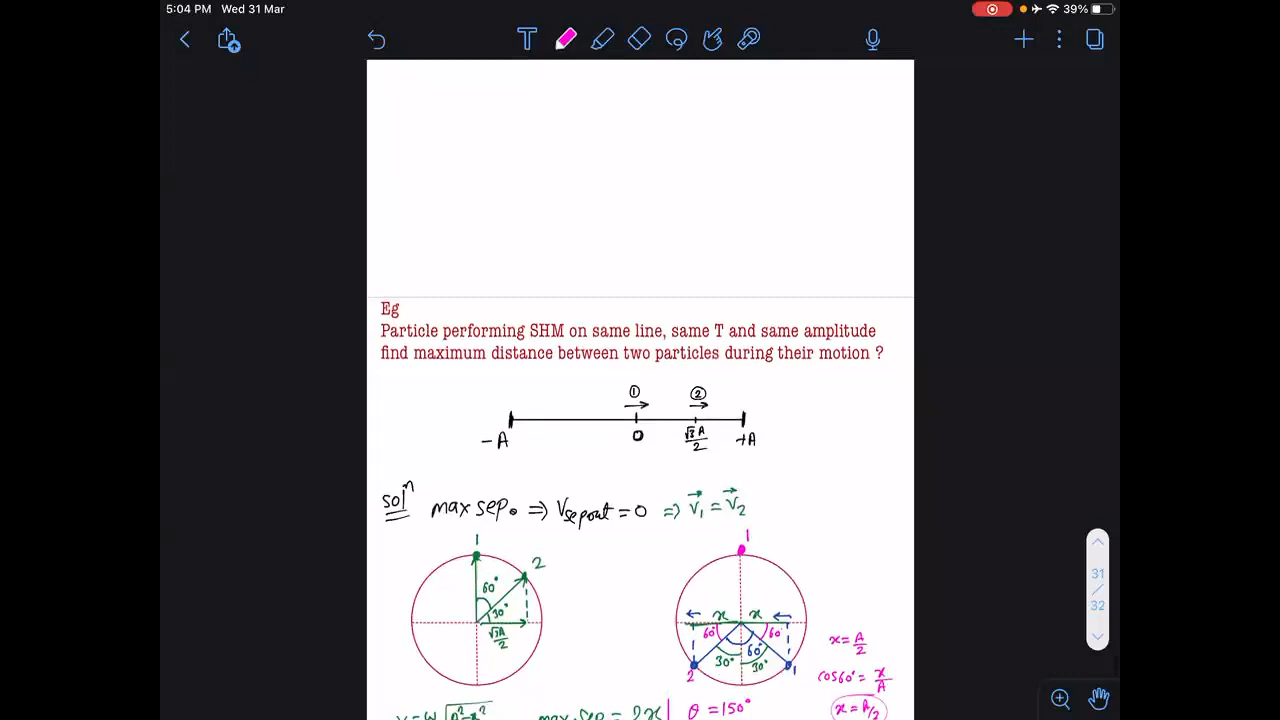 5:04 PM Wed 31 Mar
39%
T
Eg
Particle performing SHM on same line, same T and same amplitude
find maximum distance between two particles during their motion ?
① ②
-A 0 √3A/2 +A
solⁿ max sep. ⇒ Vsepout = 0 ⇒ v⃗₁ = v⃗₂
1
2
60°
30°
√3A/2
1
x x
60° 60°
60°
30° 30°
2 1
x = A/2
cos60° = x/A
x = A/2
v = ω√A²-x²
max. sep = 2x
θ = 150°
31
/
32